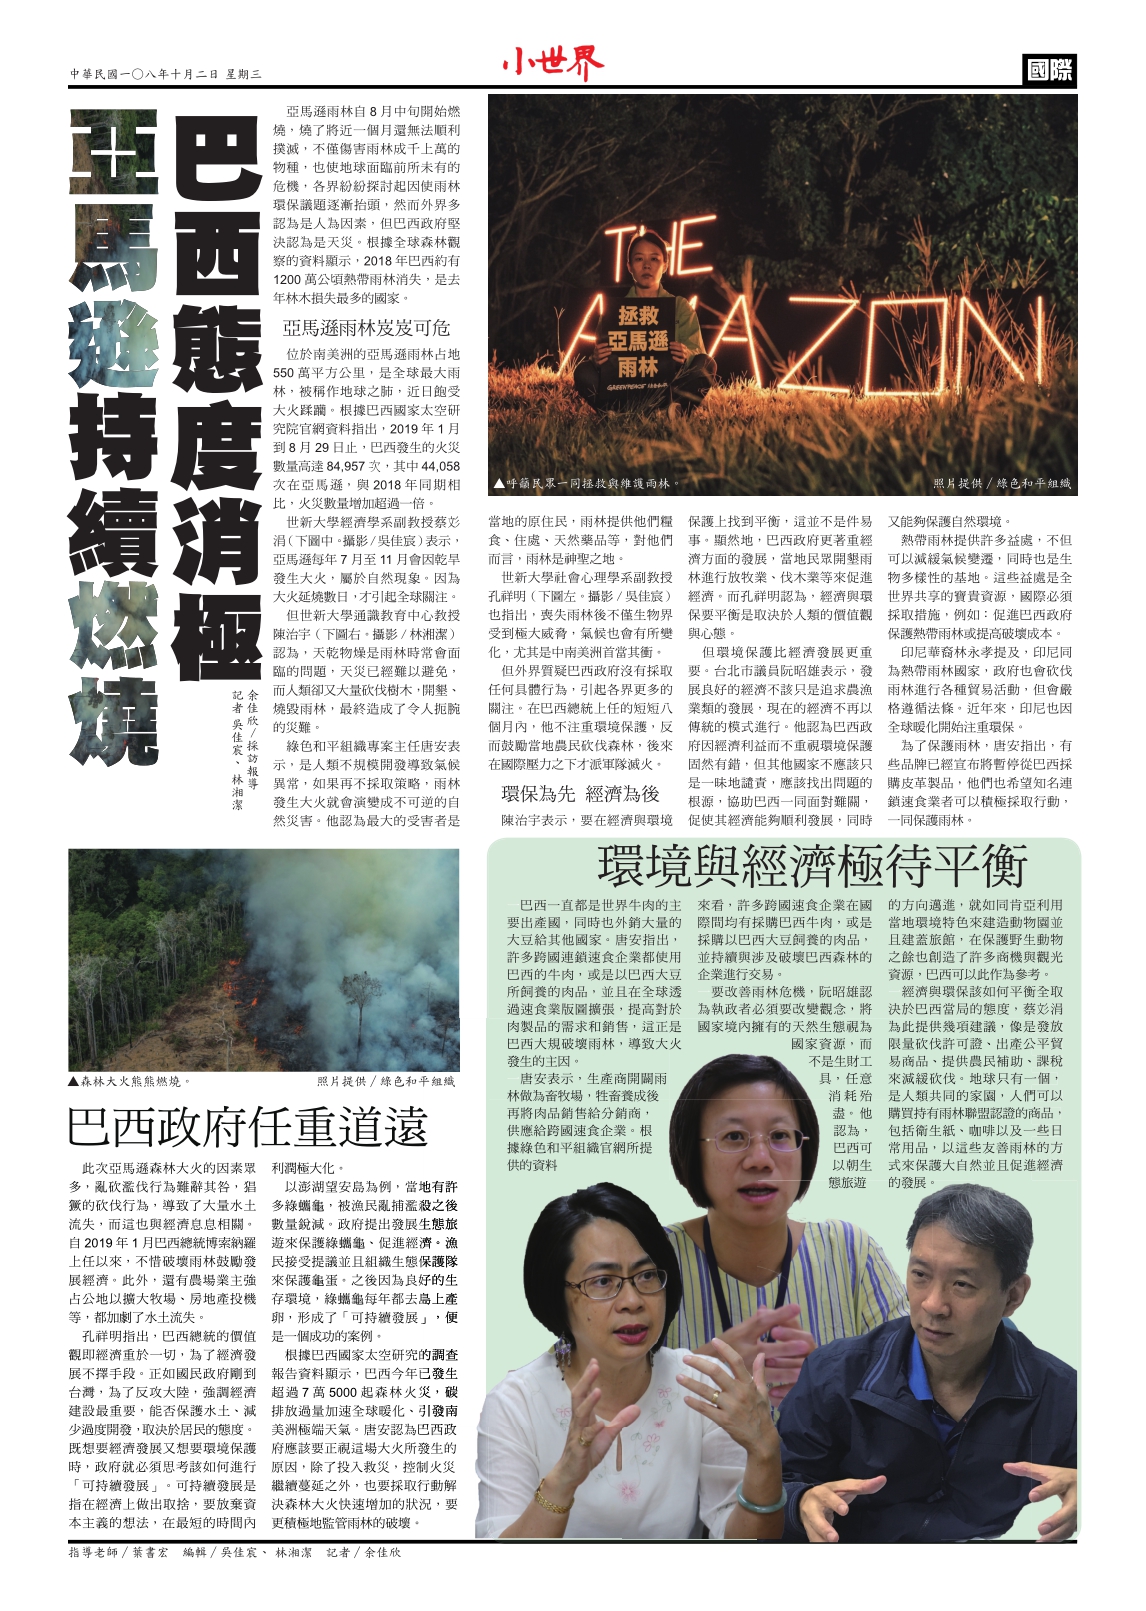 中華民國一〇八年十月二日 星期三
小世界
國際
巴西態度消極
亞馬遜持續燃燒
余佳欣／採訪報導
記者吳佳宸、林湘潔
亞馬遜雨林自 8 月中旬開始燃
燒，燒了將近一個月還無法順利
撲滅，不僅傷害雨林成千上萬的
物種，也使地球面臨前所未有的
危機，各界紛紛探討起因使雨林
環保議題逐漸抬頭，然而外界多
認為是人為因素，但巴西政府堅
決認為是天災。根據全球森林觀
察的資料顯示，2018 年巴西約有
1200 萬公頃熱帶雨林消失，是去
年林木損失最多的國家。
亞馬遜雨林岌岌可危
位於南美洲的亞馬遜雨林占地
550 萬平方公里，是全球最大雨
林，被稱作地球之肺，近日飽受
大火蹂躪。根據巴西國家太空研
究院官網資料指出，2019 年 1 月
到 8 月 29 日止，巴西發生的火災
數量高達 84,957 次，其中 44,058
次在亞馬遜，與 2018 年同期相
比，火災數量增加超過一倍。
世新大學經濟學系副教授蔡彣
涓（下圖中。攝影／吳佳宸）表示，
亞馬遜每年 7 月至 11 月會因乾旱
發生大火，屬於自然現象。因為
大火延燒數日，才引起全球關注。
但世新大學通識教育中心教授
陳治宇（下圖右。攝影／林湘潔）
認為，天乾物燥是雨林時常會面
臨的問題，天災已經難以避免，
而人類卻又大量砍伐樹木，開墾、
燒毀雨林，最終造成了令人扼腕
的災難。
綠色和平組織專案主任唐安表
示，是人類不規模開發導致氣候
異常，如果再不採取策略，雨林
發生大火就會演變成不可逆的自
然災害。他認為最大的受害者是
THE
AMAZON
拯救
亞馬遜
雨林
GREENPEACE 綠色和平
▲呼籲民眾一同拯救與維護雨林。
照片提供／綠色和平組織
當地的原住民，雨林提供他們糧
食、住處、天然藥品等，對他們
而言，雨林是神聖之地。
世新大學社會心理學系副教授
孔祥明（下圖左。攝影／吳佳宸）
也指出，喪失雨林後不僅生物界
受到極大威脅，氣候也會有所變
化，尤其是中南美洲首當其衝。
但外界質疑巴西政府沒有採取
任何具體行為，引起各界更多的
關注。在巴西總統上任的短短八
個月內，他不注重環境保護，反
而鼓勵當地農民砍伐森林，後來
在國際壓力之下才派軍隊滅火。
環保為先 經濟為後
陳治宇表示，要在經濟與環境
保護上找到平衡，這並不是件易
事。顯然地，巴西政府更著重經
濟方面的發展，當地民眾開墾雨
林進行放牧業、伐木業等來促進
經濟。而孔祥明認為，經濟與環
保要平衡是取決於人類的價值觀
與心態。
但環境保護比經濟發展更重
要。台北市議員阮昭雄表示，發
展良好的經濟不該只是追求農漁
業類的發展，現在的經濟不再以
傳統的模式進行。他認為巴西政
府因經濟利益而不重視環境保護
固然有錯，但其他國家不應該只
是一昧地譴責，應該找出問題的
根源，協助巴西一同面對難關，
促使其經濟能夠順利發展，同時
又能夠保護自然環境。
熱帶雨林提供許多益處，不但
可以減緩氣候變遷，同時也是生
物多樣性的基地。這些益處是全
世界共享的寶貴資源，國際必須
採取措施，例如：促進巴西政府
保護熱帶雨林或提高破壞成本。
印尼華裔林永孝提及，印尼同
為熱帶雨林國家，政府也會砍伐
雨林進行各種貿易活動，但會嚴
格遵循法條。近年來，印尼也因
全球暖化開始注重環保。
為了保護雨林，唐安指出，有
些品牌已經宣布將暫停從巴西採
購皮革製品，他們也希望知名連
鎖速食業者可以積極採取行動，
一同保護雨林。
▲森林大火熊熊燃燒。
照片提供／綠色和平組織
巴西政府任重道遠
此次亞馬遜森林大火的因素眾
多，亂砍濫伐行為難辭其咎，猖
獗的砍伐行為，導致了大量水土
流失，而這也與經濟息息相關。
自 2019 年 1 月巴西總統博索納羅
上任以來，不惜破壞雨林鼓勵發
展經濟。此外，還有農場業主強
占公地以擴大牧場、房地產投機
等，都加劇了水土流失。
孔祥明指出，巴西總統的價值
觀即經濟重於一切，為了經濟發
展不擇手段。正如國民政府剛到
台灣，為了反攻大陸，強調經濟
建設最重要，能否保護水土、減
少過度開發，取決於居民的態度。
既想要經濟發展又想要環境保護
時，政府就必須思考該如何進行
「可持續發展」。可持續發展是
指在經濟上做出取捨，要放棄資
本主義的想法，在最短的時間內
利潤極大化。
以澎湖望安島為例，當地有許
多綠蠵龜，被漁民亂捕濫殺之後
數量銳減。政府提出發展生態旅
遊來保護綠蠵龜、促進經濟。漁
民接受提議並且組織生態保護隊
來保護龜蛋。之後因為良好的生
存環境，綠蠵龜每年都去島上產
卵，形成了「可持續發展」，便
是一個成功的案例。
根據巴西國家太空研究的調查
報告資料顯示，巴西今年已發生
超過 7 萬 5000 起森林火災，碳
排放過量加速全球暖化、引發南
美洲極端天氣。唐安認為巴西政
府應該要正視這場大火所發生的
原因，除了投入救災，控制火災
繼續蔓延之外，也要採取行動解
決森林大火快速增加的狀況，要
更積極地監管雨林的破壞。
環境與經濟極待平衡
巴西一直都是世界牛肉的主
要出產國，同時也外銷大量的
大豆給其他國家。唐安指出，
許多跨國連鎖速食企業都使用
巴西的牛肉，或是以巴西大豆
所飼養的肉品，並且在全球透
過速食業版圖擴張，提高對於
肉製品的需求和銷售，這正是
巴西大規破壞雨林，導致大火
發生的主因。
唐安表示，生產商開闢雨
林做為畜牧場，牲畜養成後
再將肉品銷售給分銷商，
供應給跨國速食企業。根
據綠色和平組織官網所提
供的資料
來看，許多跨國速食企業在國
際間均有採購巴西牛肉，或是
採購以巴西大豆飼養的肉品，
並持續與涉及破壞巴西森林的
企業進行交易。
要改善雨林危機，阮昭雄認
為執政者必須要改變觀念，將
國家境內擁有的天然生態視為
國家資源，而
不是生財工
具，任意
消耗殆
盡。他
認為，
巴西可
以朝生
態旅遊
的方向邁進，就如同肯亞利用
當地環境特色來建造動物園並
且建蓋旅館，在保護野生動物
之餘也創造了許多商機與觀光
資源，巴西可以此作為參考。
經濟與環保該如何平衡全取
決於巴西當局的態度，蔡彣涓
為此提供幾項建議，像是發放
限量砍伐許可證、出產公平貿
易商品、提供農民補助、課稅
來減緩砍伐。地球只有一個，
是人類共同的家園，人們可以
購買持有雨林聯盟認證的商品，
包括衛生紙、咖啡以及一些日
常用品，以這些友善雨林的方
式來保護大自然並且促進經濟
的發展。
指導老師／葉書宏 編輯／吳佳宸、林湘潔 記者／余佳欣